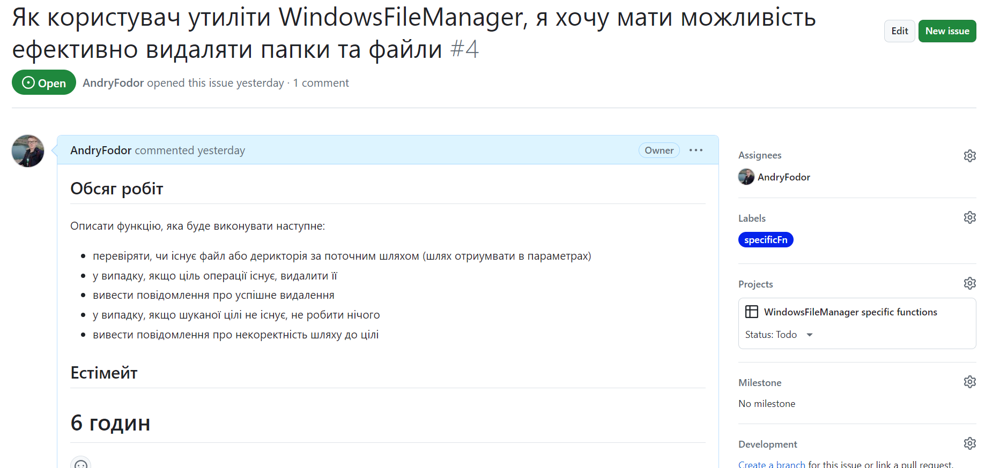 Як користувач утиліти WindowsFileManager, я хочу мати можливість
ефективно видаляти папки та файли #4
Edit
New issue
Open
AndryFodor opened this issue yesterday · 1 comment
AndryFodor commented yesterday
Owner
Обсяг робіт
Описати функцію, яка буде виконувати наступне:
перевіряти, чи існує файл або дерикторія за поточним шляхом (шлях отриумвати в параметрах)
у випадку, якщо ціль операції існує, видалити її
вивести повідомлення про успішне видалення
у випадку, якщо шуканої цілі не існує, не робити нічого
вивести повідомлення про некоректність шляху до цілі
Естімейт
6 годин
Assignees
AndryFodor
Labels
specificFn
Projects
WindowsFileManager specific functions
Status: Todo
Milestone
No milestone
Development
Create a branch for this issue or link a pull request.